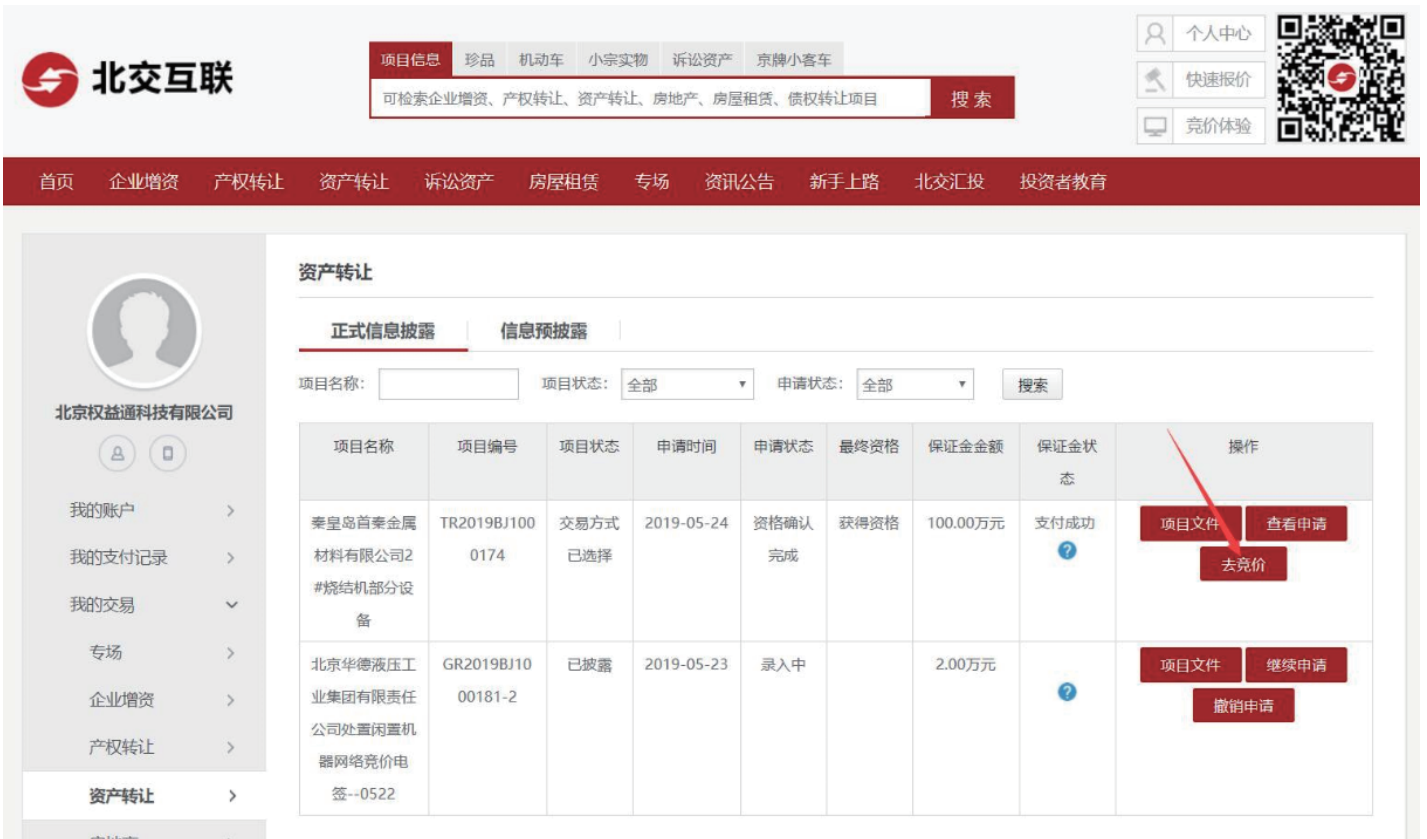 北交互联
项目信息 珍品 机动车 小宗实物 诉讼资产 京牌小客车
可检索企业增资、产权转让、资产转让、房地产、房屋租赁、债权转让项目
搜索
个人中心
快速报价
竞价体验
首页 企业增资 产权转让 资产转让 诉讼资产 房屋租赁 专场 资讯公告 新手上路 北交汇投 投资者教育
北京权益通科技有限公司
我的账户
我的支付记录
我的交易
专场
企业增资
产权转让
资产转让
资产转让
正式信息披露 信息预披露
项目名称： 项目状态： 全部 申请状态： 全部 搜索
项目名称 项目编号 项目状态 申请时间 申请状态 最终资格 保证金金额 保证金状 操作
态
秦皇岛首秦金属 TR2019BJ100 交易方式 2019-05-24 资格确认 获得资格 100.00万元 支付成功 项目文件 查看申请
材料有限公司2 0174 已选择 完成 去竞价
#烧结机部分设
备
北京华德液压工 GR2019BJ10 已披露 2019-05-23 录入中 2.00万元 项目文件 继续申请
业集团有限责任 00181-2 撤销申请
公司处置闲置机
器网络竞价电
签--0522